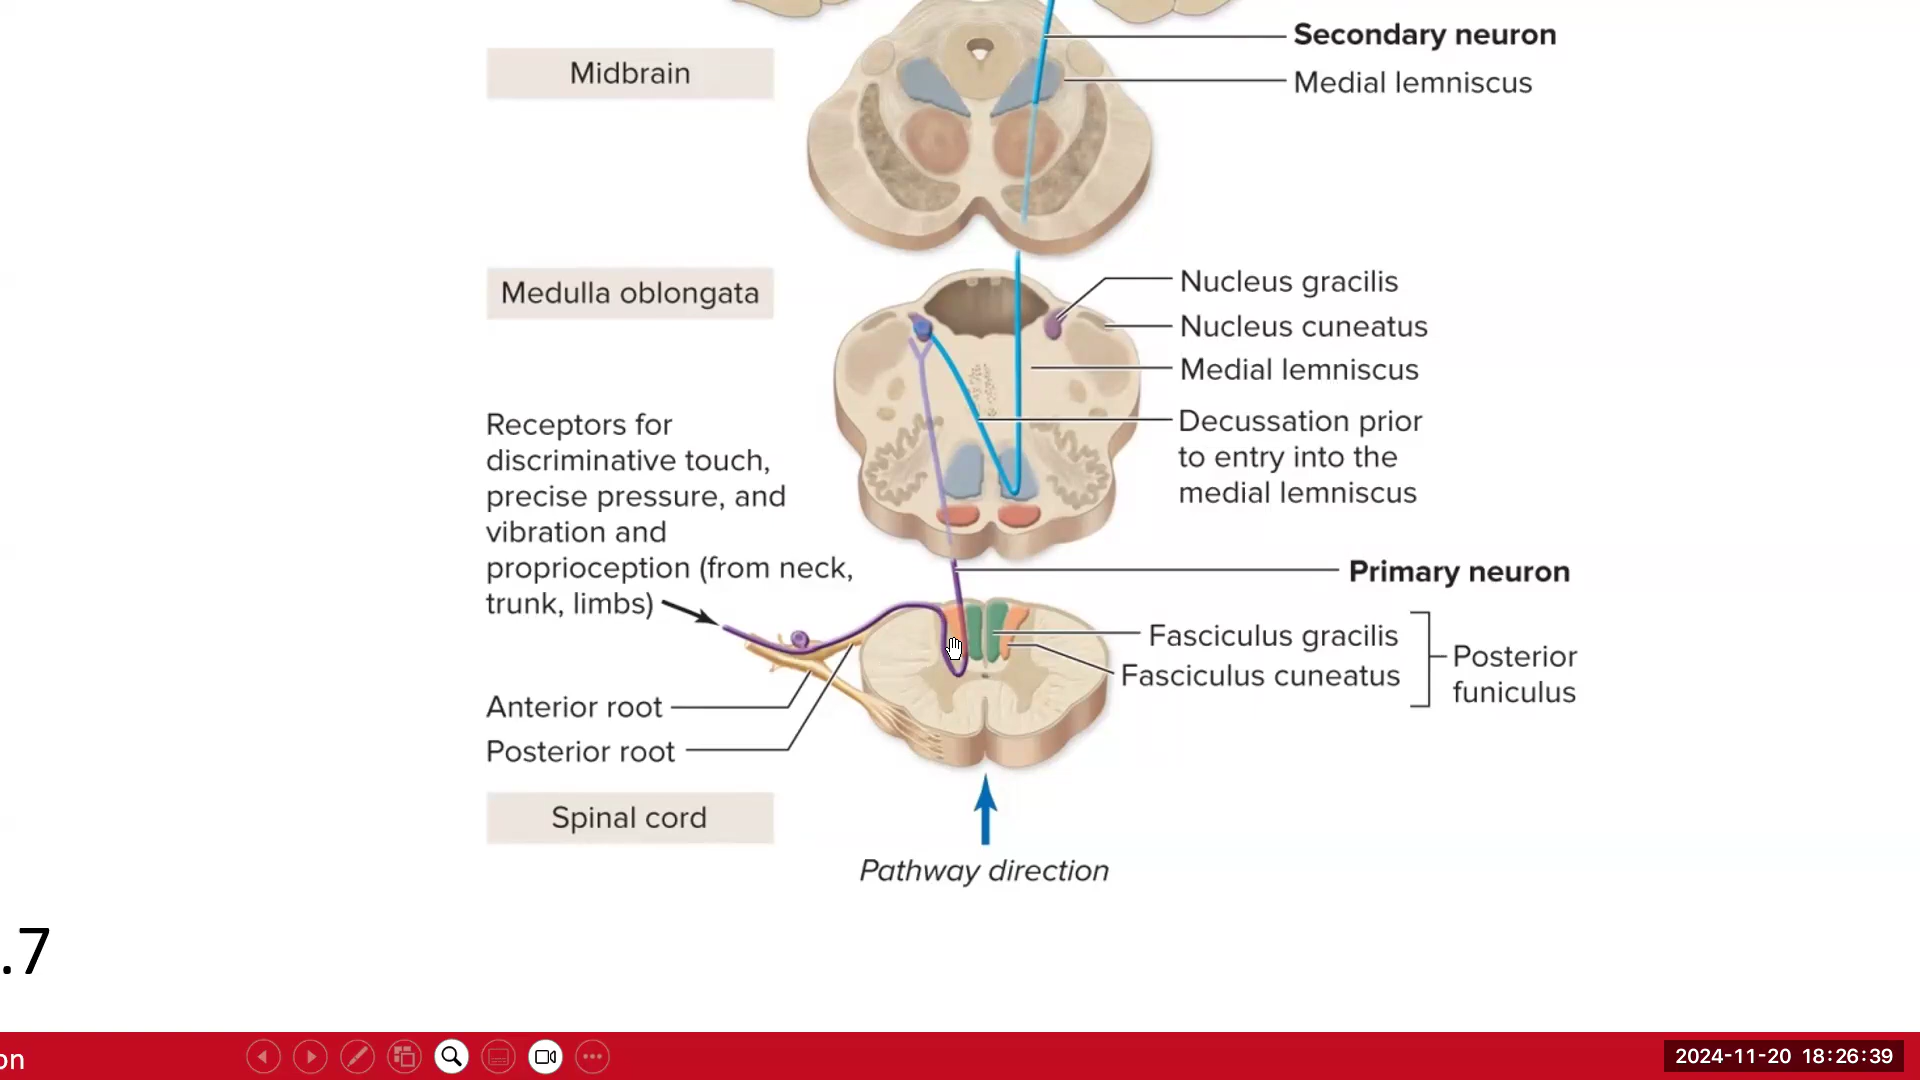 Secondary neuron
Midbrain
Medial lemniscus
Nucleus gracilis
Medulla oblongata
Nucleus cuneatus
Medial lemniscus
Receptors for
discriminative touch,
precise pressure, and
vibration and
proprioception (from neck,
trunk, limbs)
Decussation prior
to entry into the
medial lemniscus
Primary neuron
Fasciculus gracilis
Fasciculus cuneatus
Posterior
funiculus
Anterior root
Posterior root
Spinal cord
Pathway direction
.7
on
2024-11-20 18:26:39